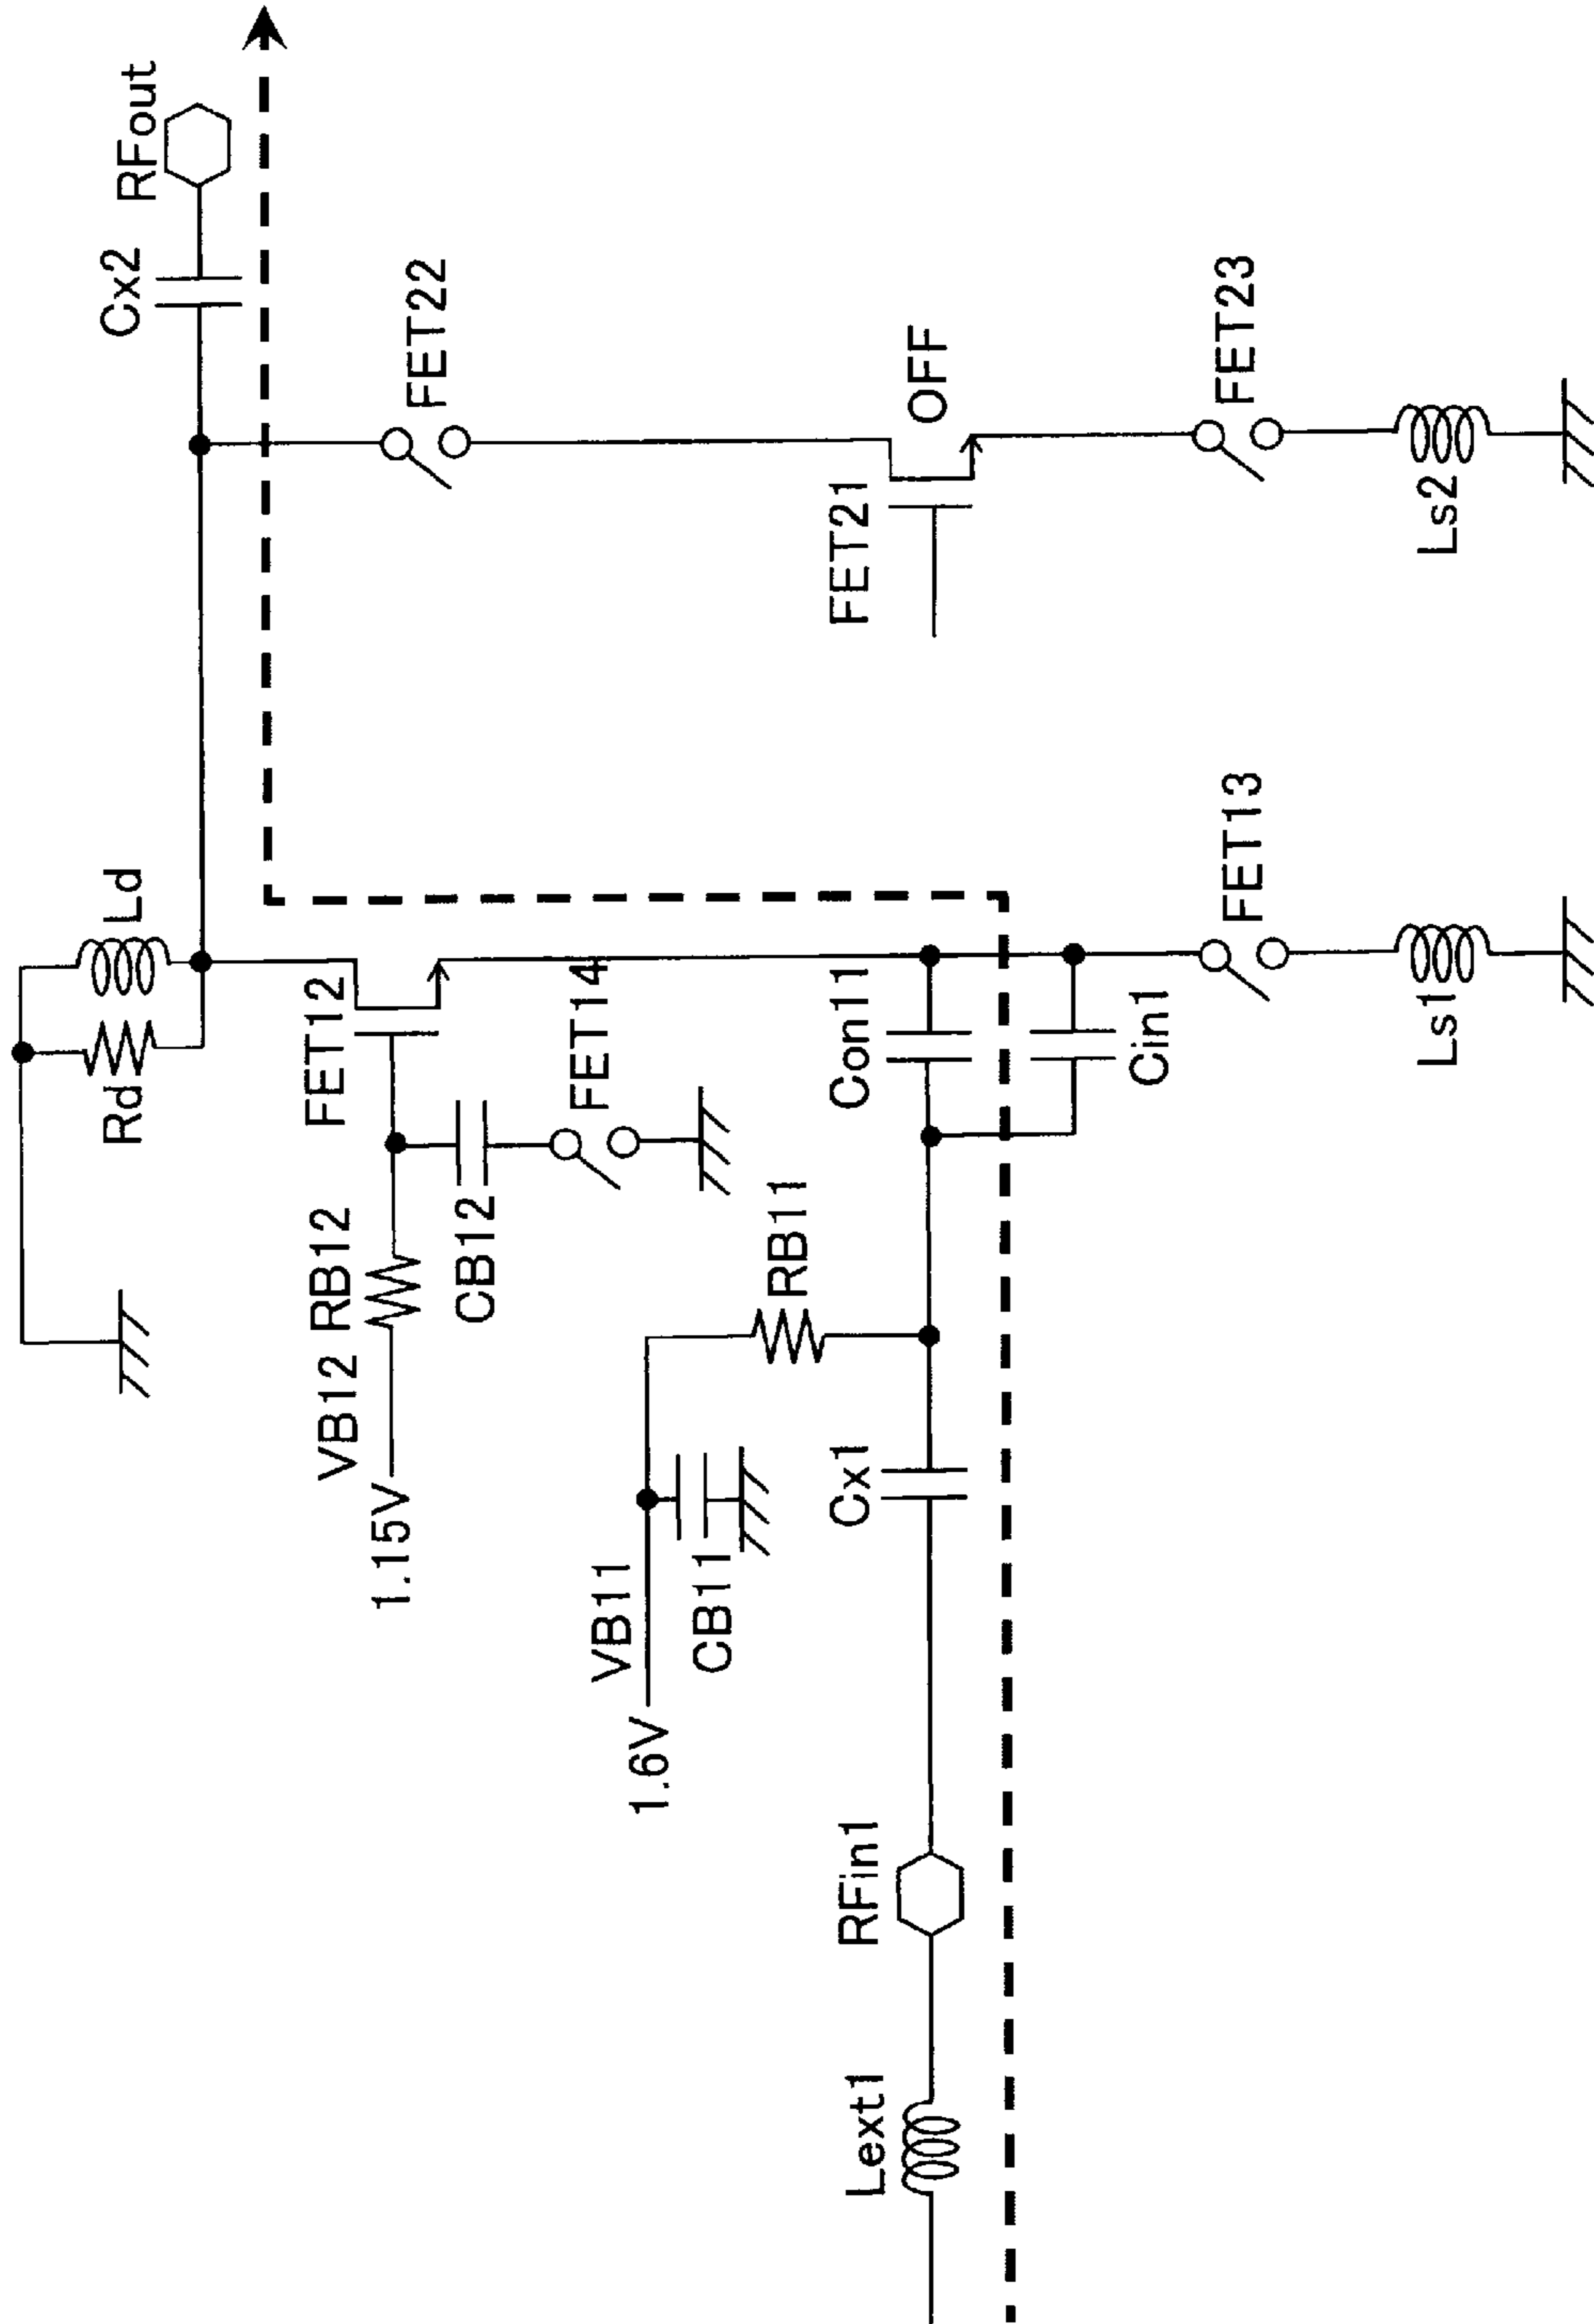 Rd
Ld
Cx2
RFout
FET12
VB12
RB12
1.15V
CB12
FET14
FET22
VB11
1.6V
CB11
RB11
FET21
OFF
Lext1
RFin1
Cx1
Con11
Cin1
FET13
FET23
Ls1
Ls2